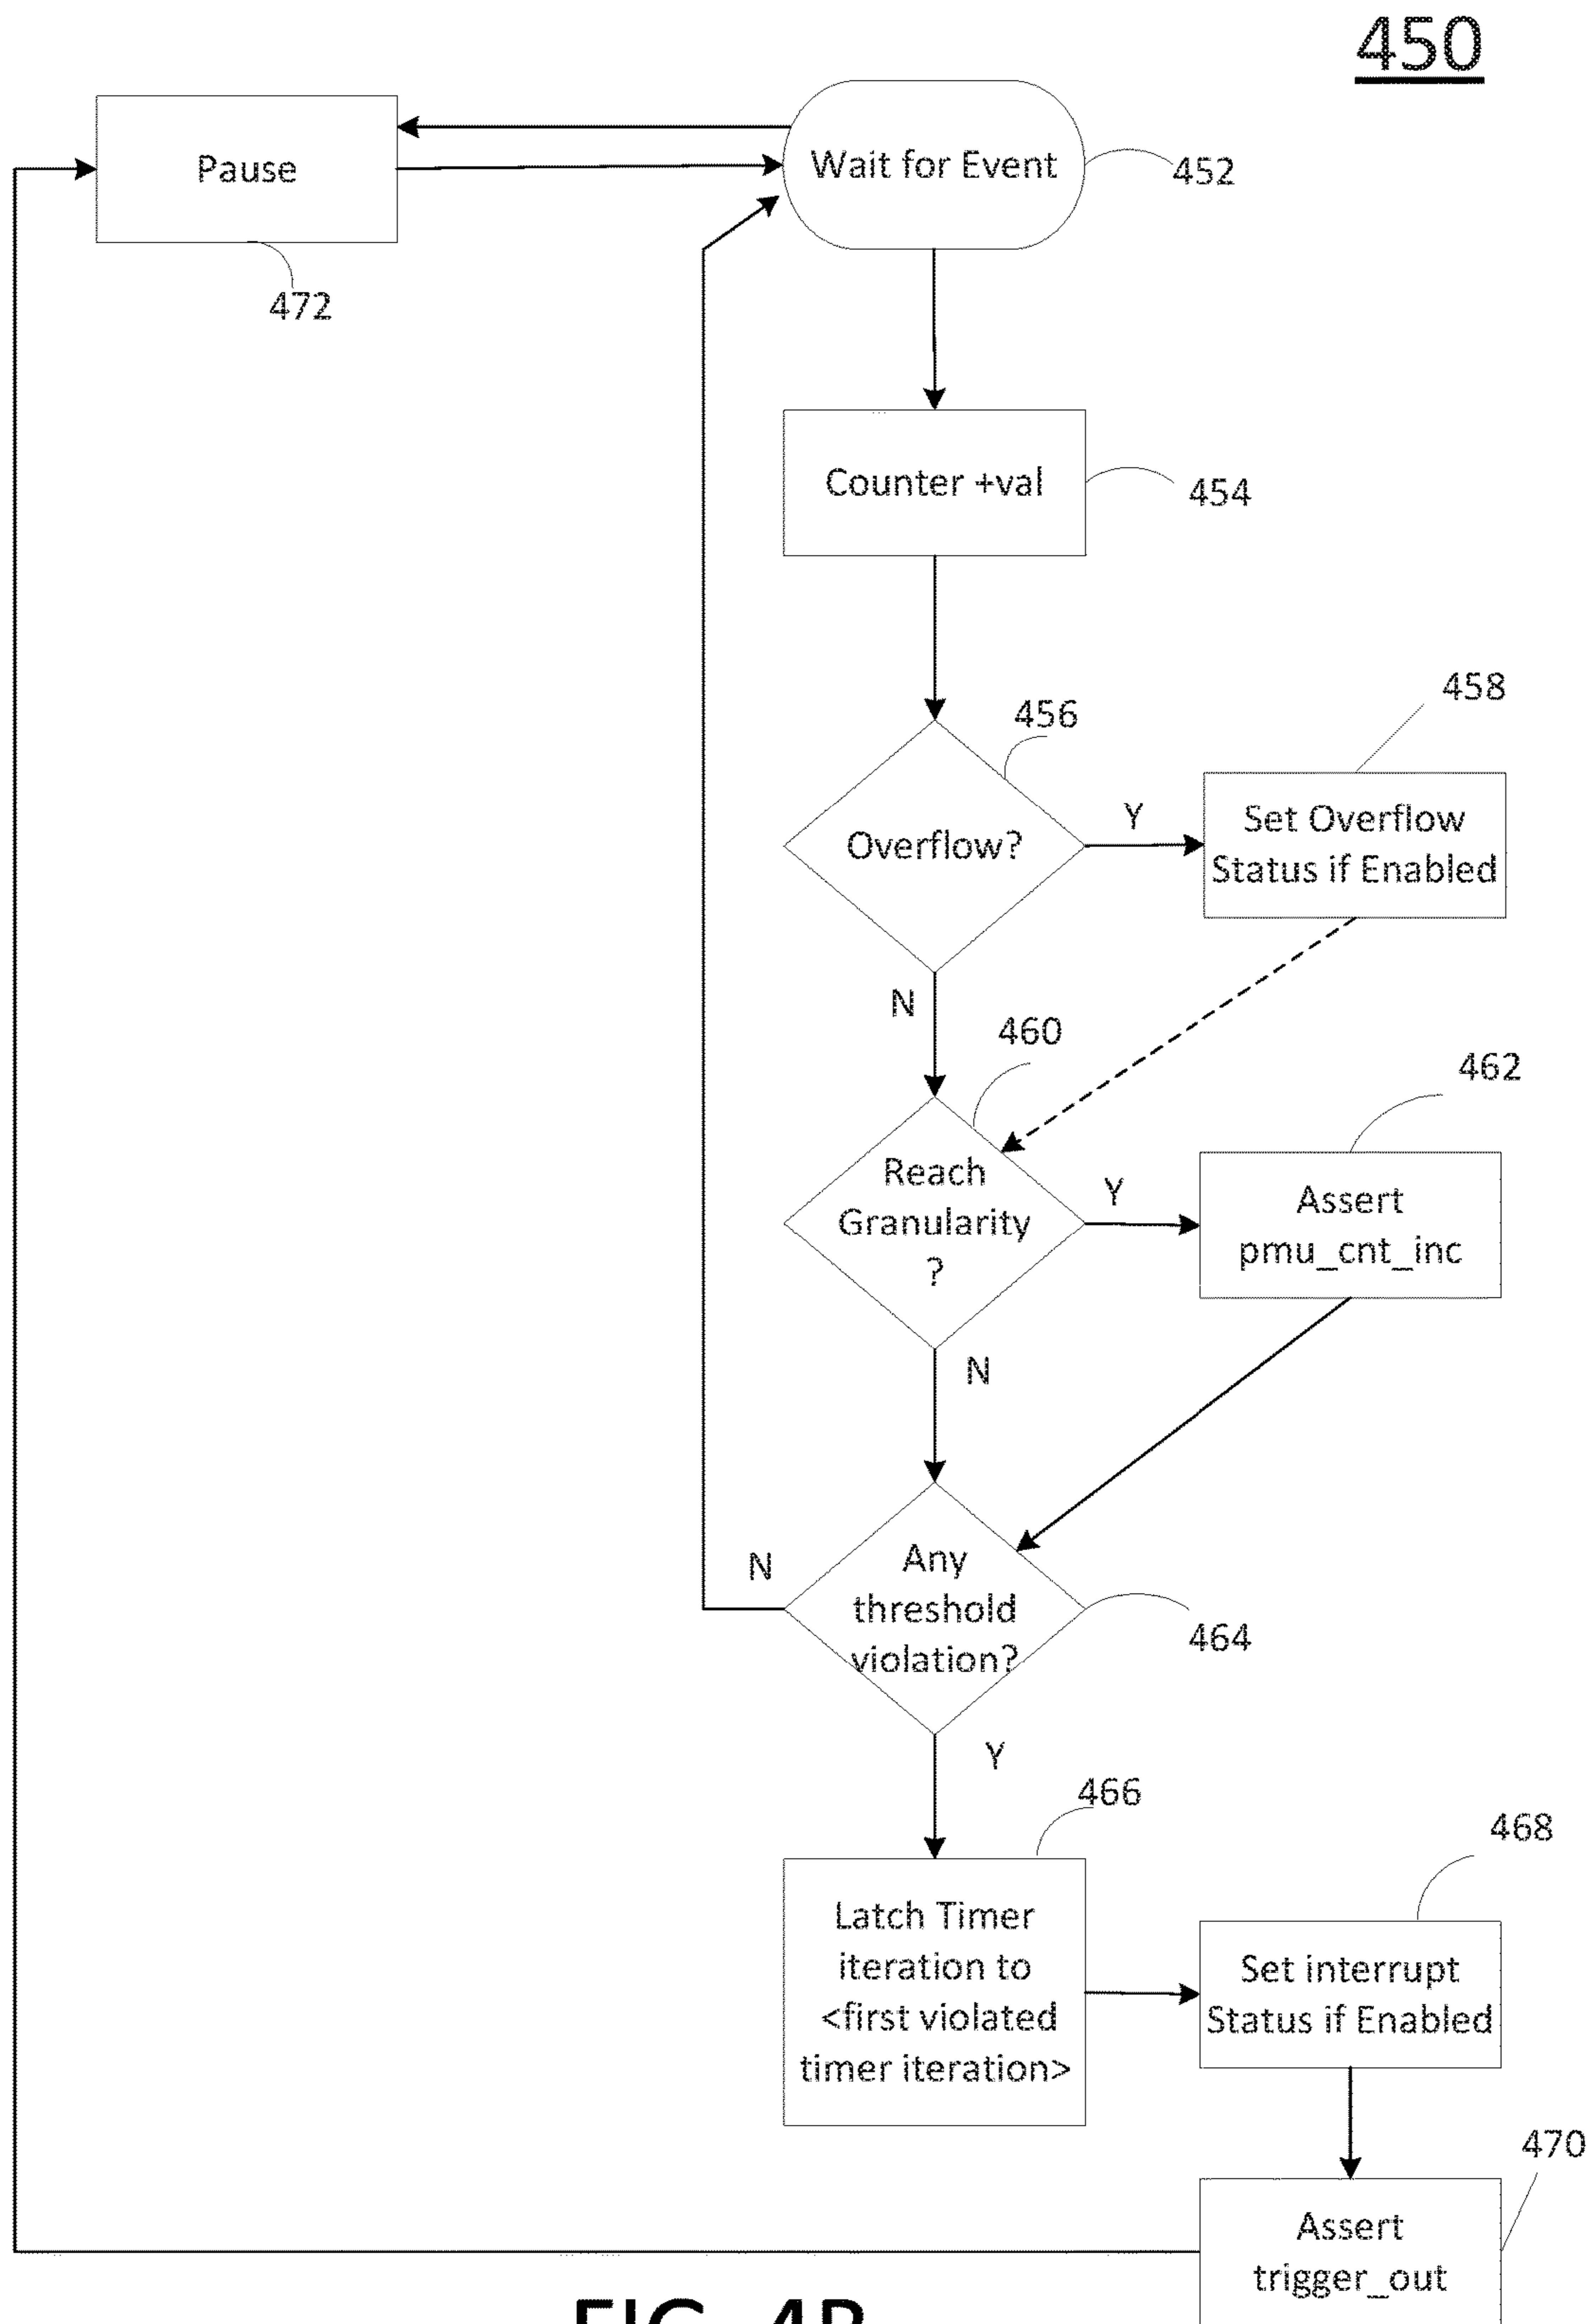 450
Pause
Wait for Event
452
472
Counter +val
454
458
456
Set Overflow
Status if Enabled
Overflow?
Y
N
460
462
Reach
Granularity
?
Y
Assert
pmu_cnt_inc
N
Any
threshold
violation?
N
464
Y
466
468
Latch Timer
iteration to
<first violated
timer iteration>
Set interrupt
Status if Enabled
470
Assert
trigger_out
FIG. 4B